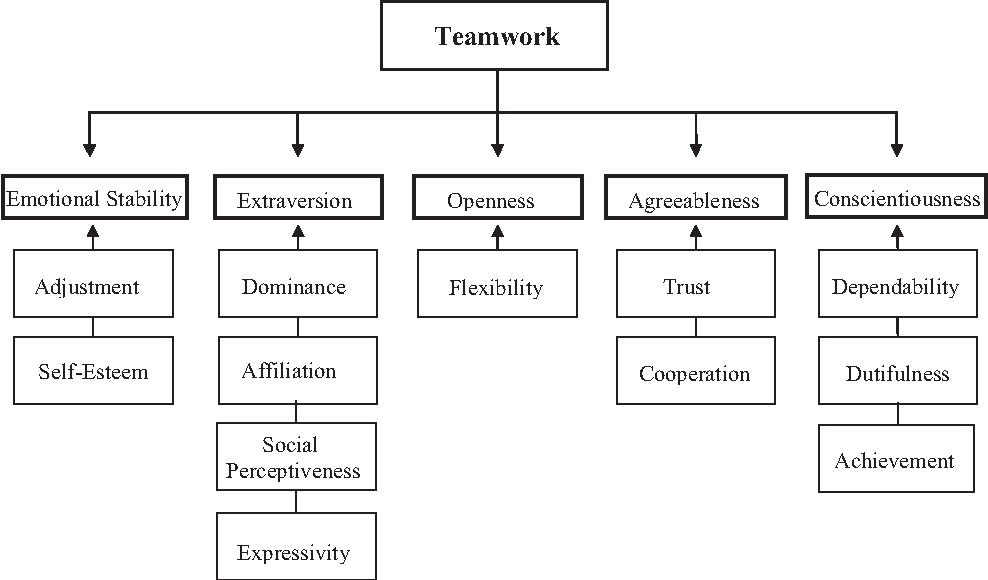 Teamwork
Emotional Stability
Extraversion
Openness
Agreeableness
Conscientiousness
Adjustment
Dominance
Flexibility
Trust
Dependability
Self-Esteem
Affiliation
Cooperation
Dutifulness
Social
Perceptiveness
Achievement
Expressivity